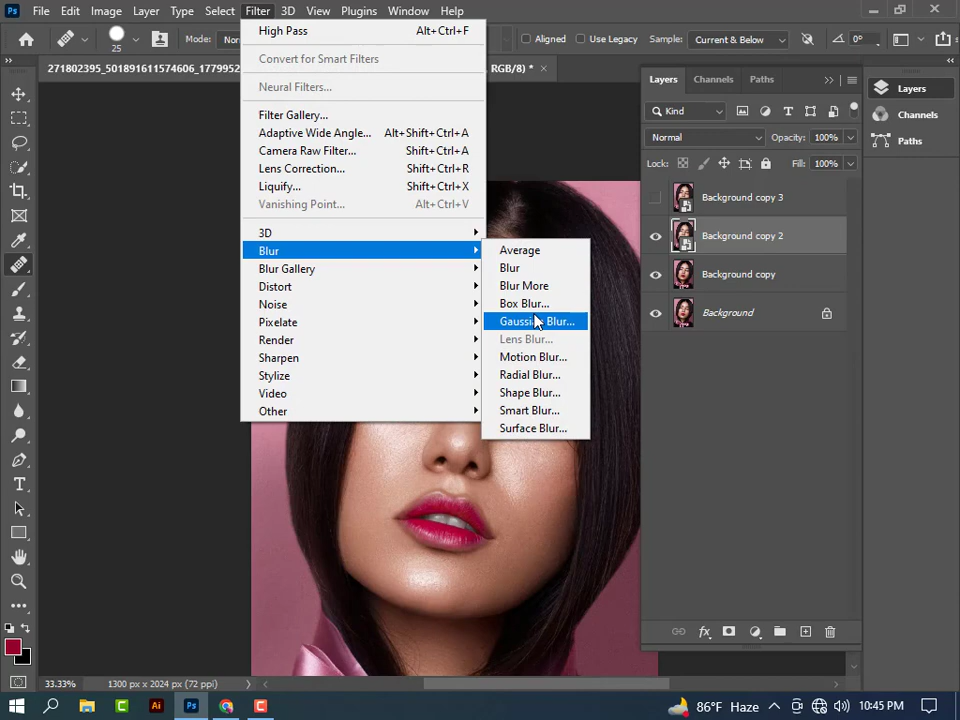 Ps File Edit Image Layer Type Select Filter 3D View Plugins Window Help
25 Mode: Aligned Use Legacy Sample: Current & Below 0°
271802395_501891611574606_1779952 RGB/8) * ×
High Pass Alt+Ctrl+F
Convert for Smart Filters
Neural Filters...
Filter Gallery...
Adaptive Wide Angle... Alt+Shift+Ctrl+A
Camera Raw Filter... Shift+Ctrl+A
Lens Correction... Shift+Ctrl+R
Liquify... Shift+Ctrl+X
Vanishing Point... Alt+Ctrl+V
3D
Blur
Blur Gallery
Distort
Noise
Pixelate
Render
Sharpen
Stylize
Video
Other
Average
Blur
Blur More
Box Blur...
Gaussian Blur...
Lens Blur...
Motion Blur...
Radial Blur...
Shape Blur...
Smart Blur...
Surface Blur...
Layers Channels Paths
Kind
Normal Opacity: 100%
Lock: Fill: 100%
Background copy 3
Background copy 2
Background copy
Background
fx
Layers
Channels
Paths
33.33% 1300 px x 2024 px (72 ppi)
Ai Ps 86°F Haze 10:45 PM